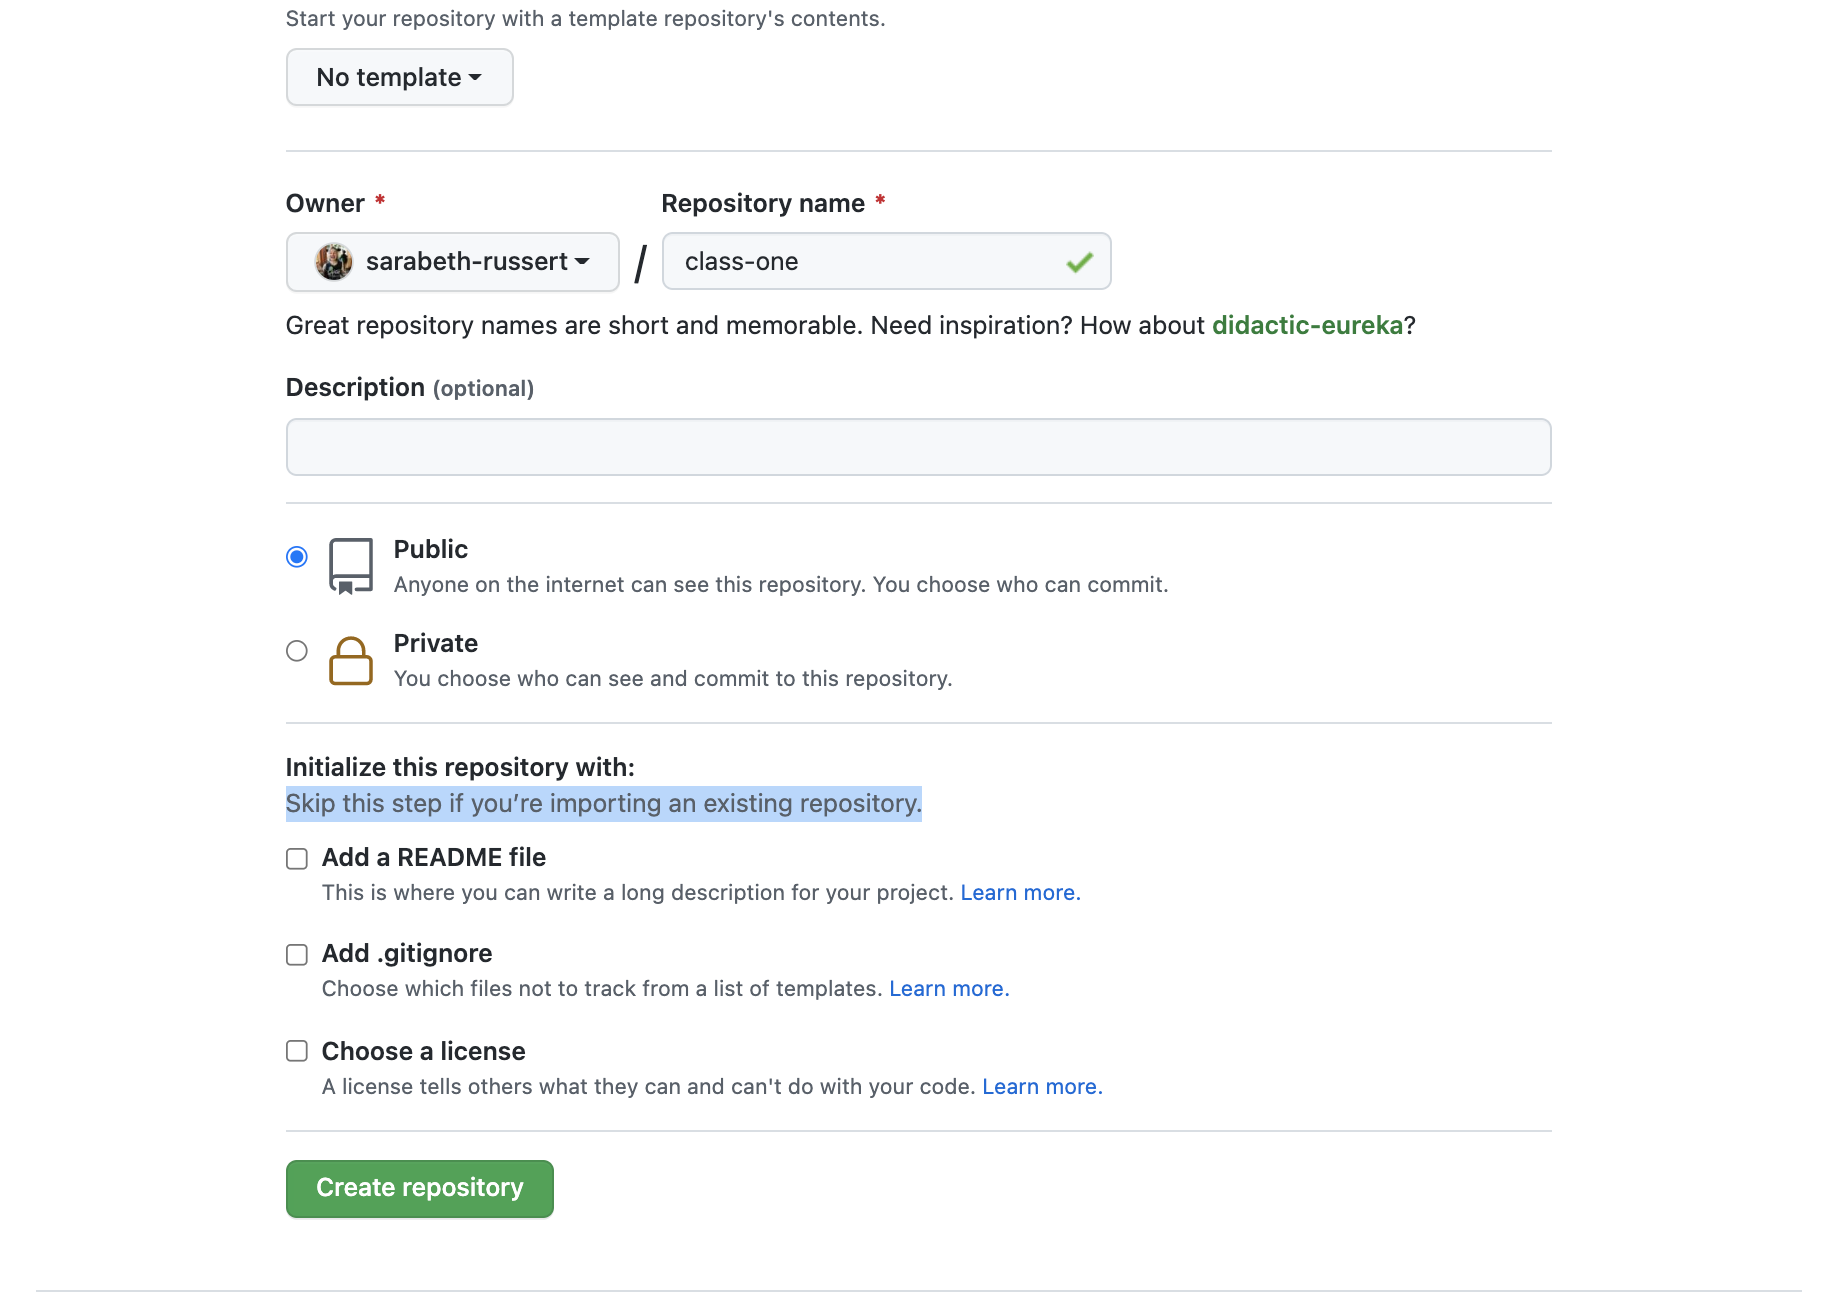 Start your repository with a template repository's contents.
No template
Owner * Repository name *
sarabeth-russert / class-one
Great repository names are short and memorable. Need inspiration? How about didactic-eureka?
Description (optional)
Public
Anyone on the internet can see this repository. You choose who can commit.
Private
You choose who can see and commit to this repository.
Initialize this repository with:
Skip this step if you’re importing an existing repository.
Add a README file
This is where you can write a long description for your project. Learn more.
Add .gitignore
Choose which files not to track from a list of templates. Learn more.
Choose a license
A license tells others what they can and can't do with your code. Learn more.
Create repository